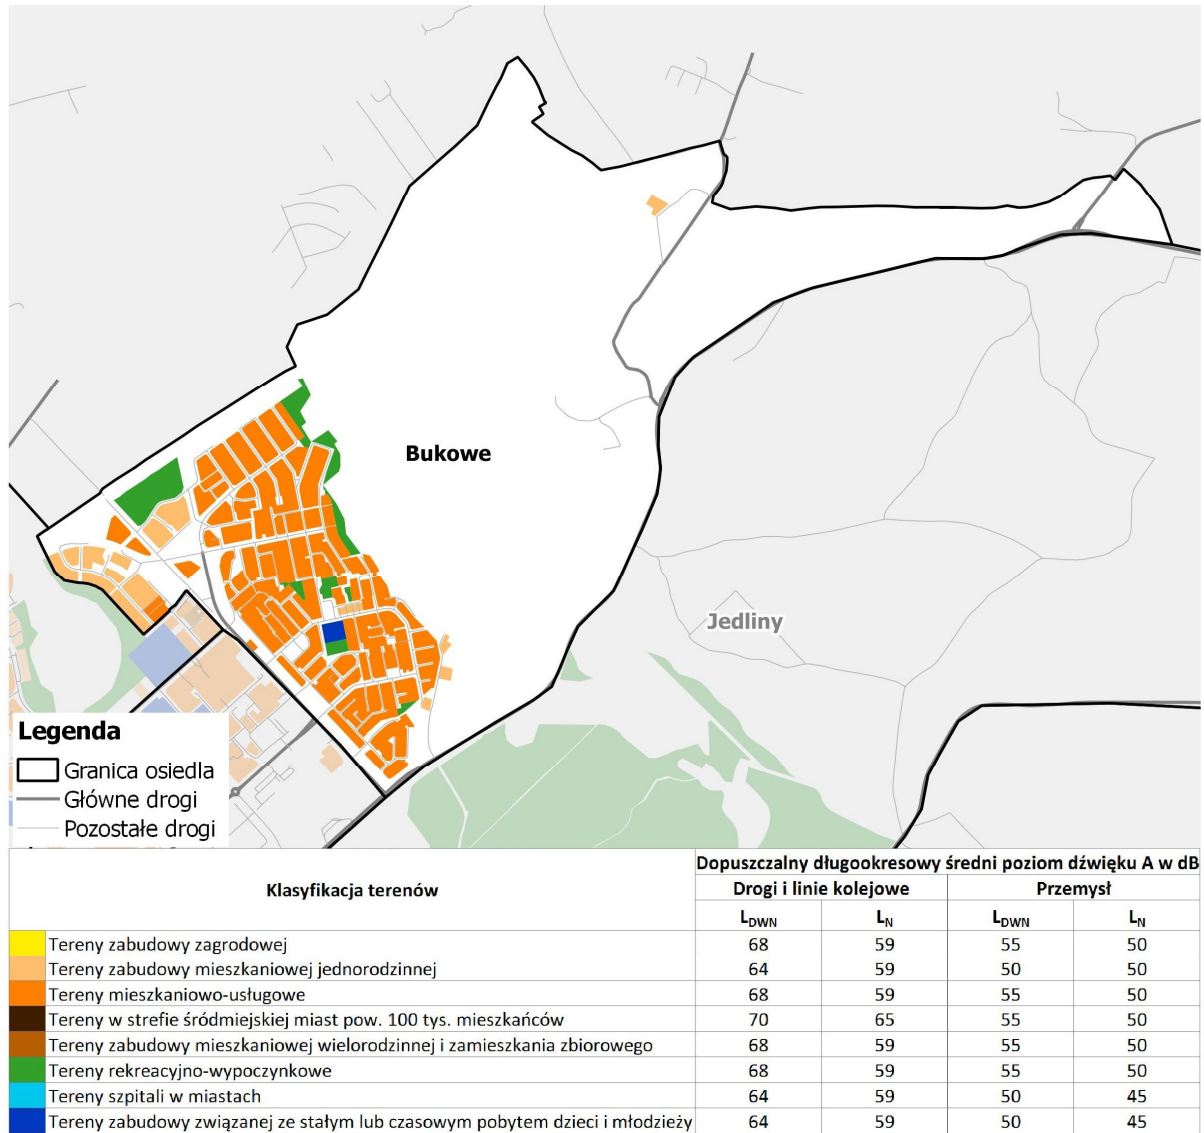 Bukowe
Jedliny
Legenda
Granica osiedla
Główne drogi
Pozostałe drogi
Klasyfikacja terenów
Dopuszczalny długookresowy średni poziom dźwięku A w dB
Drogi i linie kolejowe Przemysł
LDWN LN LDWN LN
Tereny zabudowy zagrodowej 68 59 55 50
Tereny zabudowy mieszkaniowej jednorodzinnej 64 59 50 50
Tereny mieszkaniowo-usługowe 68 59 55 50
Tereny w strefie śródmiejskiej miast pow. 100 tys. mieszkańców 70 65 55 50
Tereny zabudowy mieszkaniowej wielorodzinnej i zamieszkania zbiorowego 68 59 55 50
Tereny rekreacyjno-wypoczynkowe 68 59 55 50
Tereny szpitali w miastach 64 59 50 45
Tereny zabudowy związanej ze stałym lub czasowym pobytem dzieci i młodzieży 64 59 50 45